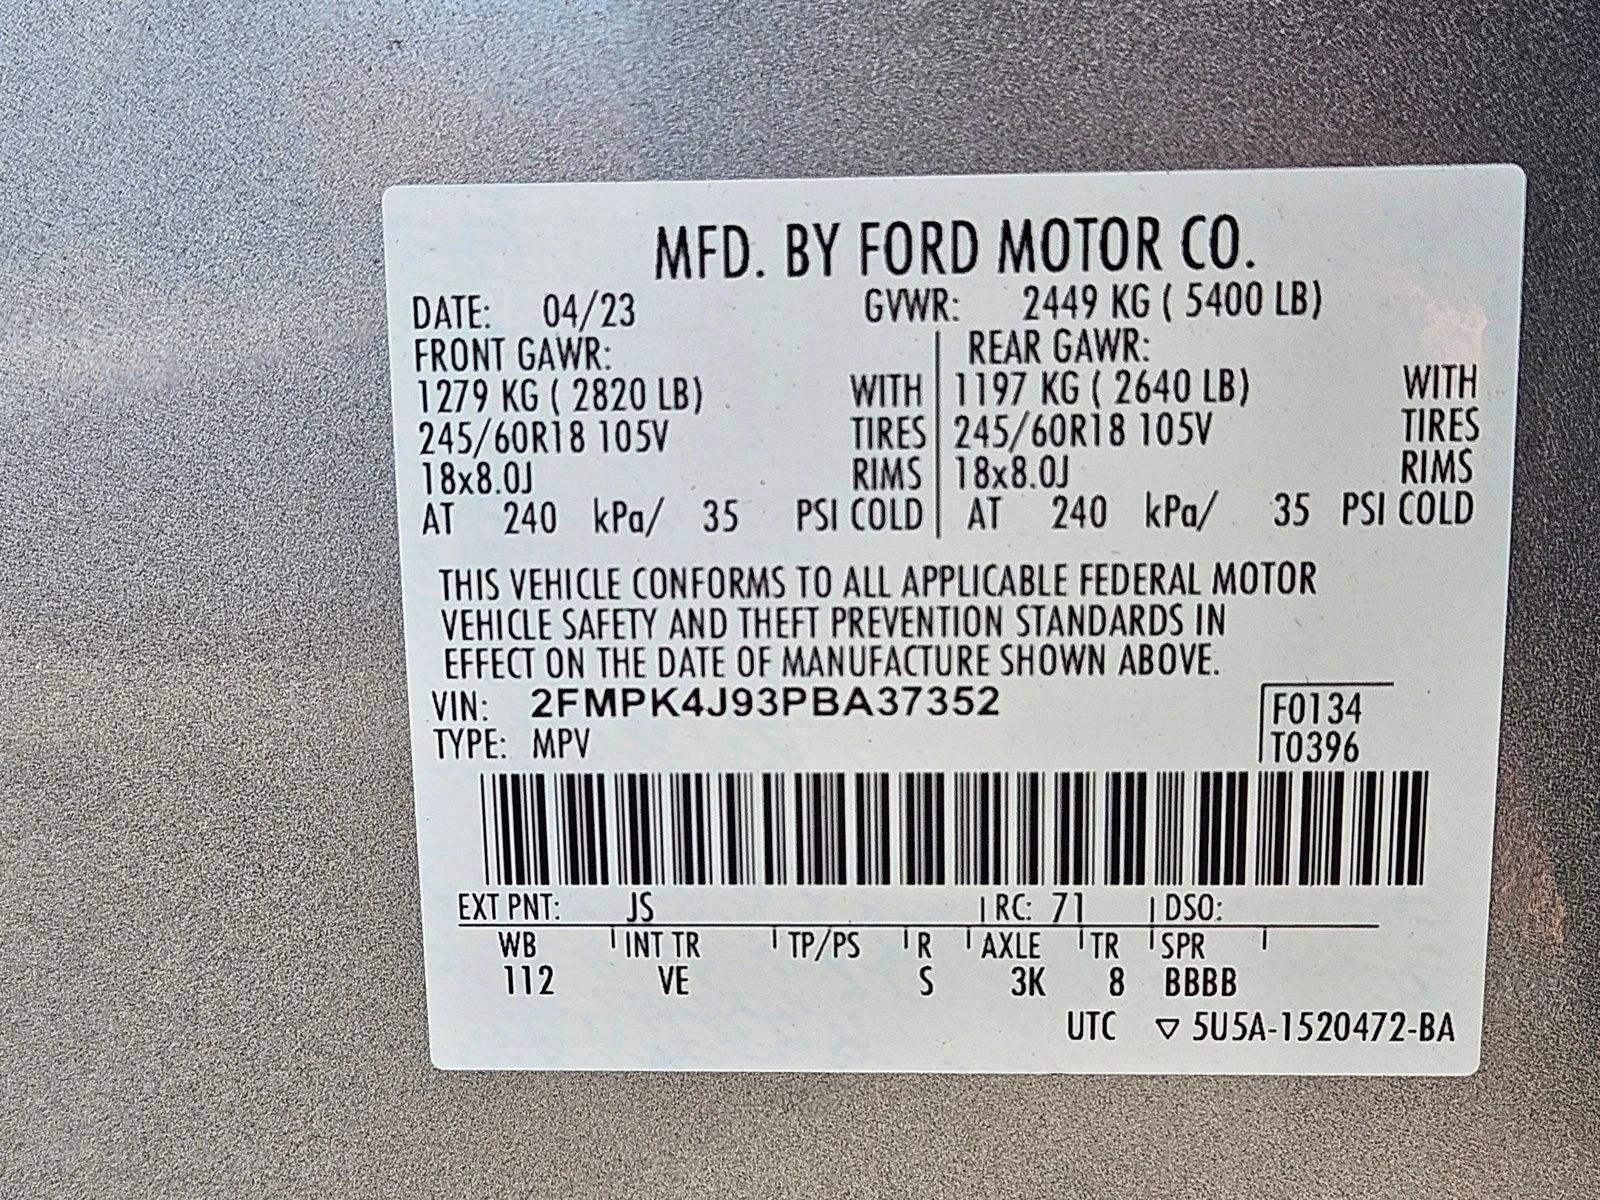 MFD. BY FORD MOTOR CO.
DATE: 04/23 GVWR: 2449 KG ( 5400 LB)
FRONT GAWR: REAR GAWR:
1279 KG ( 2820 LB) WITH 1197 KG ( 2640 LB) WITH
245/60R18 105V TIRES 245/60R18 105V TIRES
18x8.0J RIMS 18x8.0J RIMS
AT 240 kPa/ 35 PSI COLD AT 240 kPa/ 35 PSI COLD
THIS VEHICLE CONFORMS TO ALL APPLICABLE FEDERAL MOTOR
VEHICLE SAFETY AND THEFT PREVENTION STANDARDS IN
EFFECT ON THE DATE OF MANUFACTURE SHOWN ABOVE.
VIN: 2FMPK4J93PBA37352 F0134
TYPE: MPV T0396
EXT PNT: JS RC: 71 DSO:
WB INT TR TP/PS R AXLE TR SPR
112 VE S 3K 8 BBBB
UTC ▽ 5U5A-1520472-BA